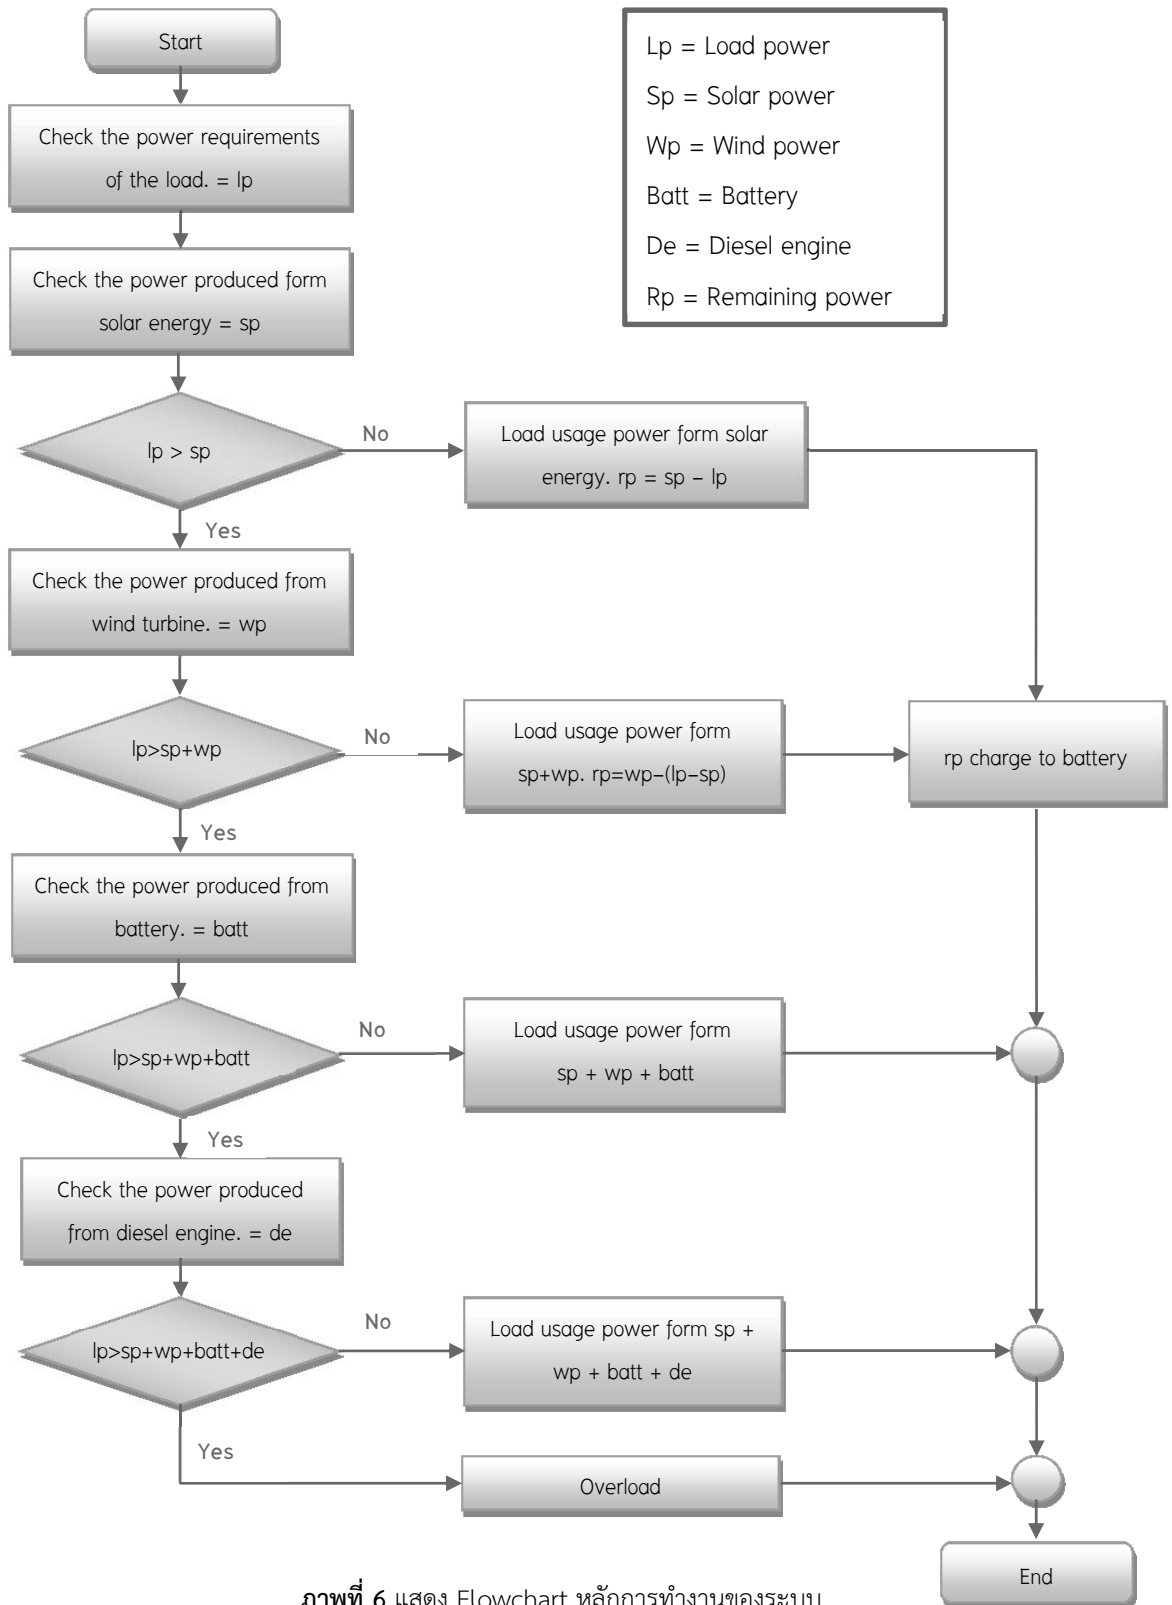 Start
Lp = Load power
Sp = Solar power
Wp = Wind power
Batt = Battery
De = Diesel engine
Rp = Remaining power
Check the power requirements
of the load. = lp
Check the power produced form
solar energy = sp
lp > sp
No
Load usage power form solar
energy. rp = sp – lp
Yes
Check the power produced from
wind turbine. = wp
lp>sp+wp
No
Load usage power form
sp+wp. rp=wp–(lp–sp)
rp charge to battery
Yes
Check the power produced from
battery. = batt
lp>sp+wp+batt
No
Load usage power form
sp + wp + batt
Yes
Check the power produced
from diesel engine. = de
lp>sp+wp+batt+de
No
Load usage power form sp +
wp + batt + de
Yes
Overload
End
ภาพที่ 6 แสดง Flowchart หลักการทำงานของระบบ